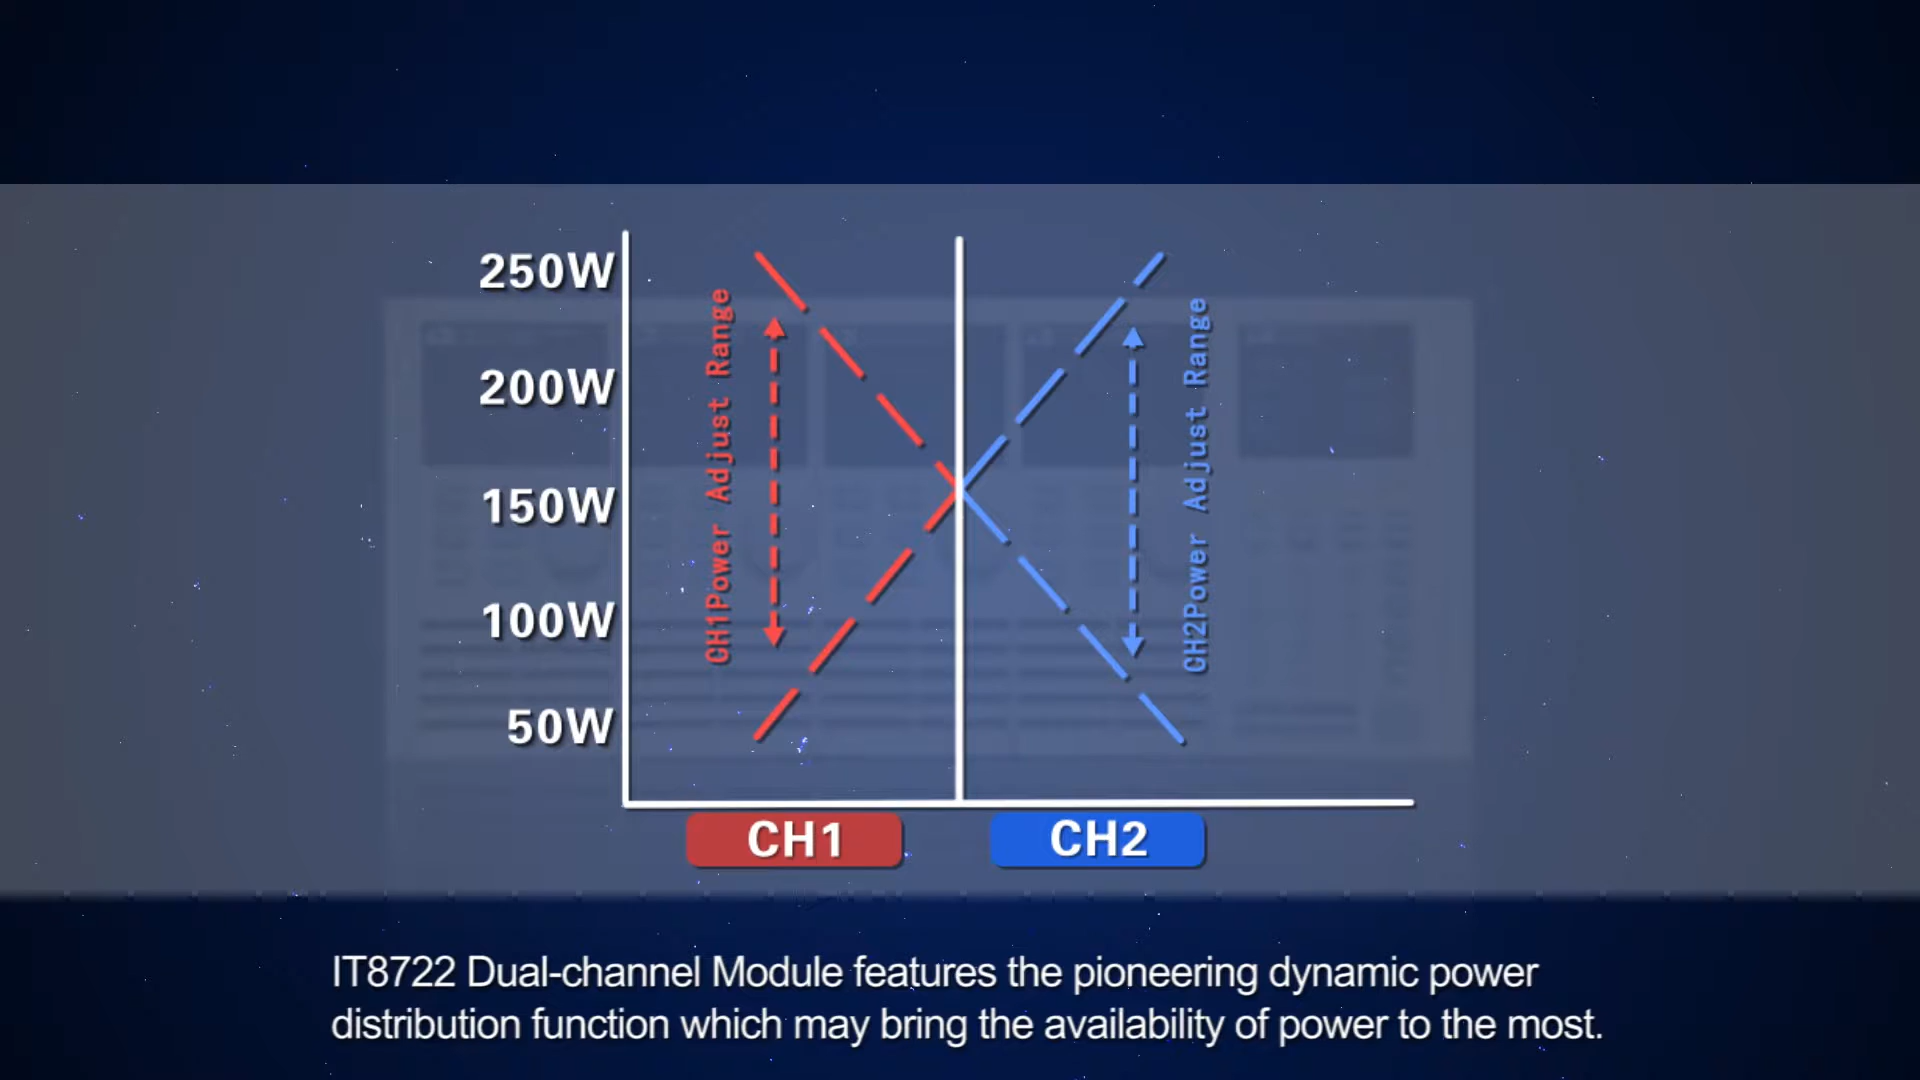 250W
200W
150W
100W
50W
CH1Power Adjust Range
CH2Power Adjust Range
CH1
CH2
IT8722 Dual-channel Module features the pioneering dynamic power
distribution function which may bring the availability of power to the most.